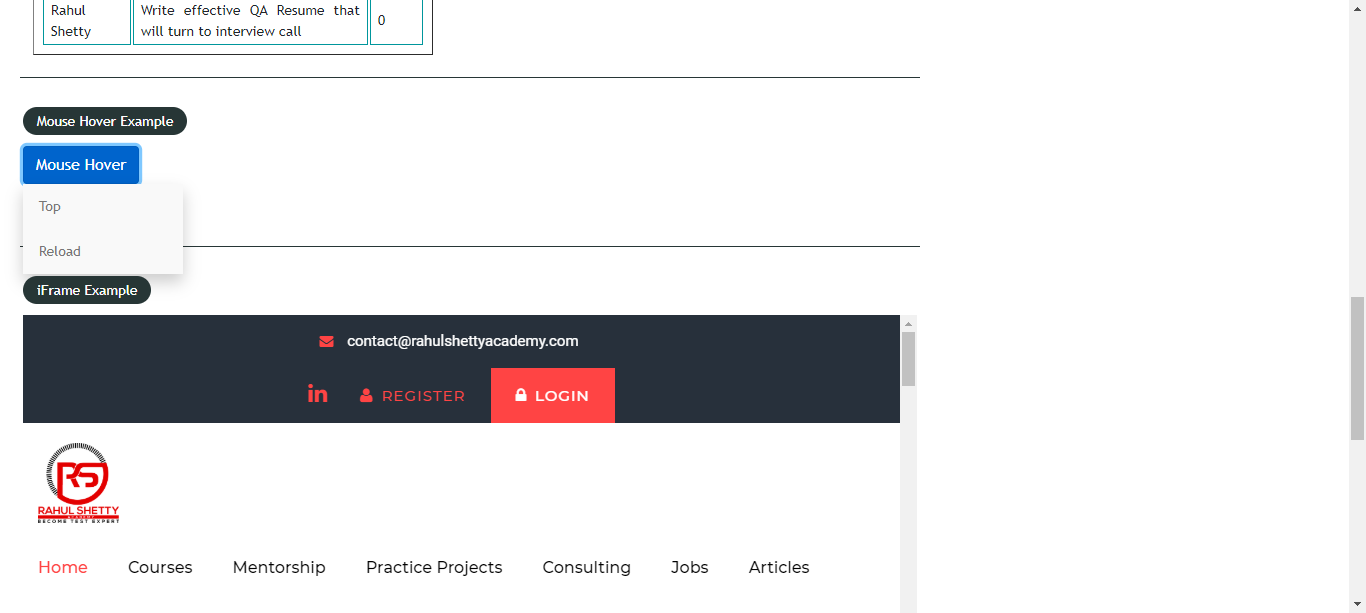 Rahul Shetty
Write effective QA Resume that will turn to interview call
0
Mouse Hover Example
Mouse Hover
Top
Reload
iFrame Example
contact@rahulshettyacademy.com
in
REGISTER
LOGIN
RS
RAHUL SHETTY
ACADEMY
BECOME TEST EXPERT
Home Courses Mentorship Practice Projects Consulting Jobs Articles